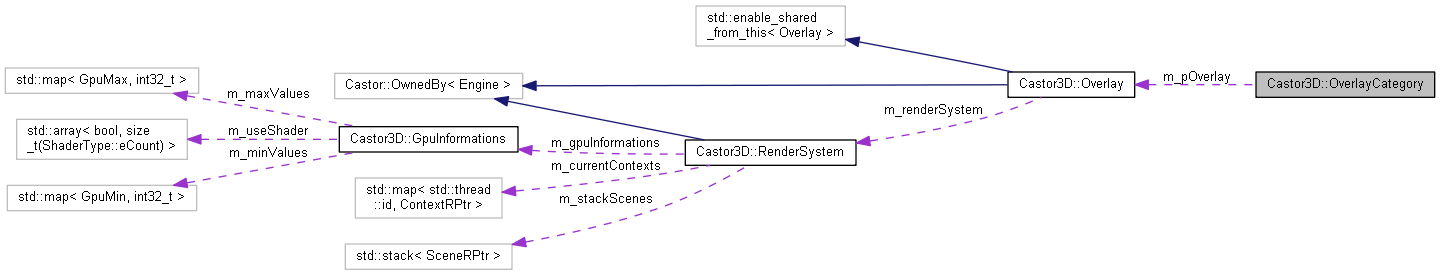 std::enable_shared
_from_this< Overlay >
std::map< GpuMax, int32_t >
Castor::OwnedBy< Engine >
Castor3D::Overlay
m_pOverlay
Castor3D::OverlayCategory
m_maxValues
m_renderSystem
std::array< bool, size
_t(ShaderType::eCount) >
m_useShader
Castor3D::GpuInformations
m_gpuInformations
Castor3D::RenderSystem
m_minValues
m_currentContexts
std::map< GpuMin, int32_t >
std::map< std::thread
::id, ContextRPtr >
m_stackScenes
std::stack< SceneRPtr >